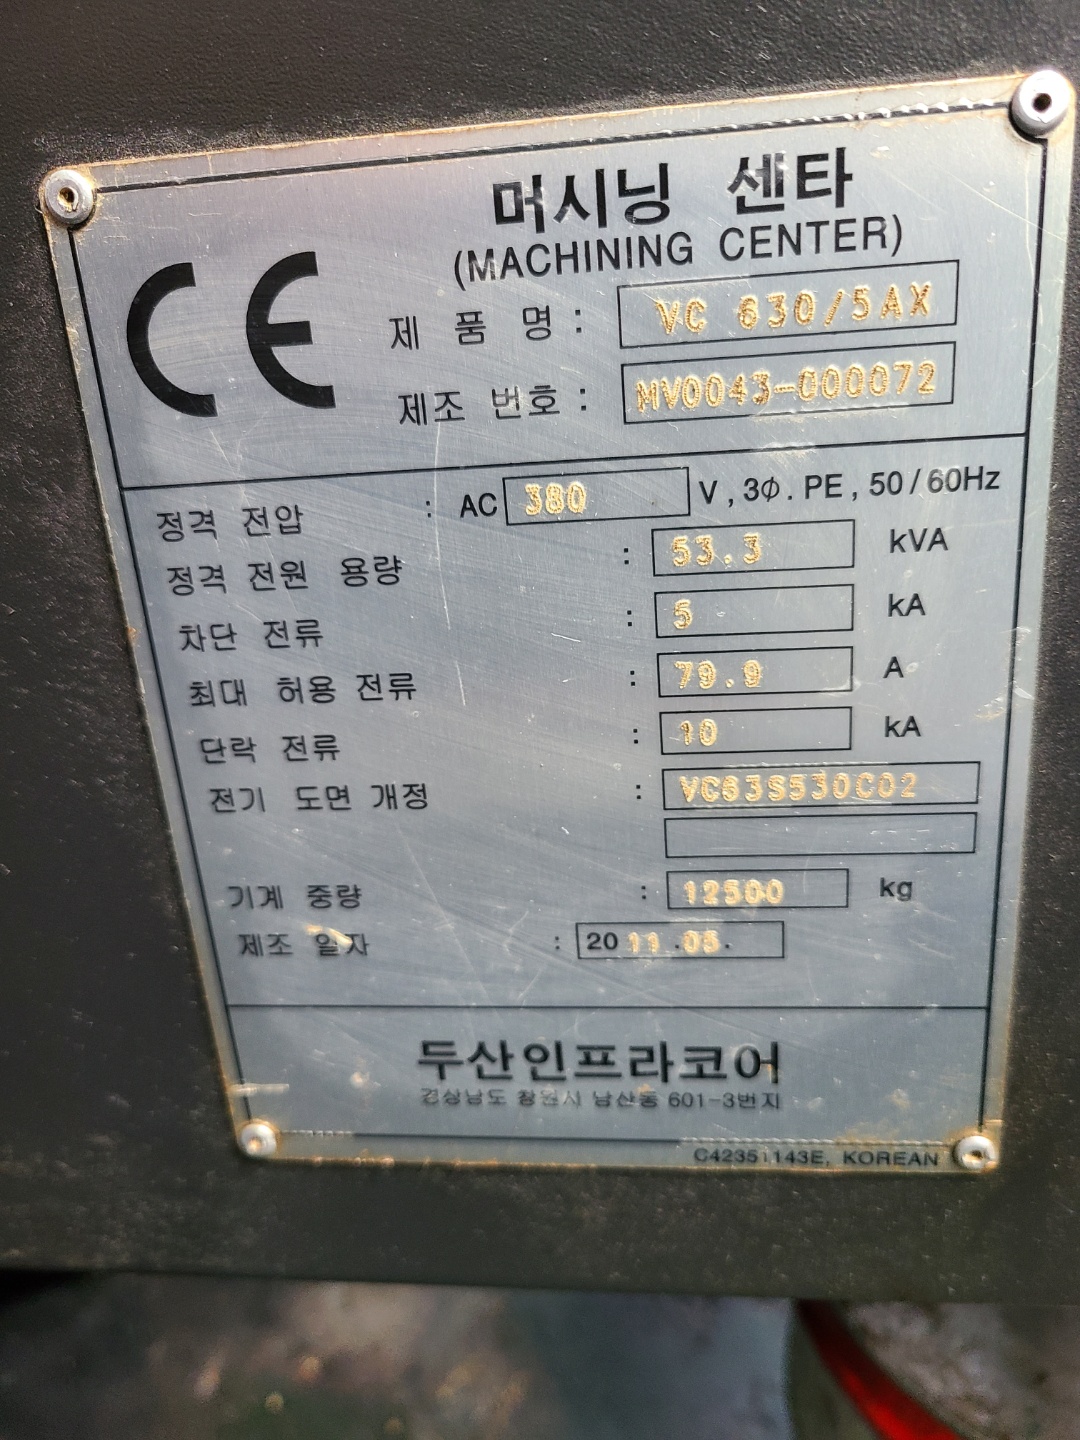 머시닝 센타
(MACHINING CENTER)
CE
제 품 명 : VC 630/5AX
제조 번호 : MV0043-000072
정격 전압 : AC 380 V , 3Φ . PE , 50 / 60Hz
정격 전원 용량 : 53.3 kVA
차단 전류 : 5 kA
최대 허용 전류 : 79.9 A
단락 전류 : 10 kA
전기 도면 개정 : VC63S530C02
기계 중량 : 12500 kg
제조 일자 : 20 11 .05.
두산인프라코어
경상남도 창원시 남산동 601-3번지
C42351143E, KOREAN